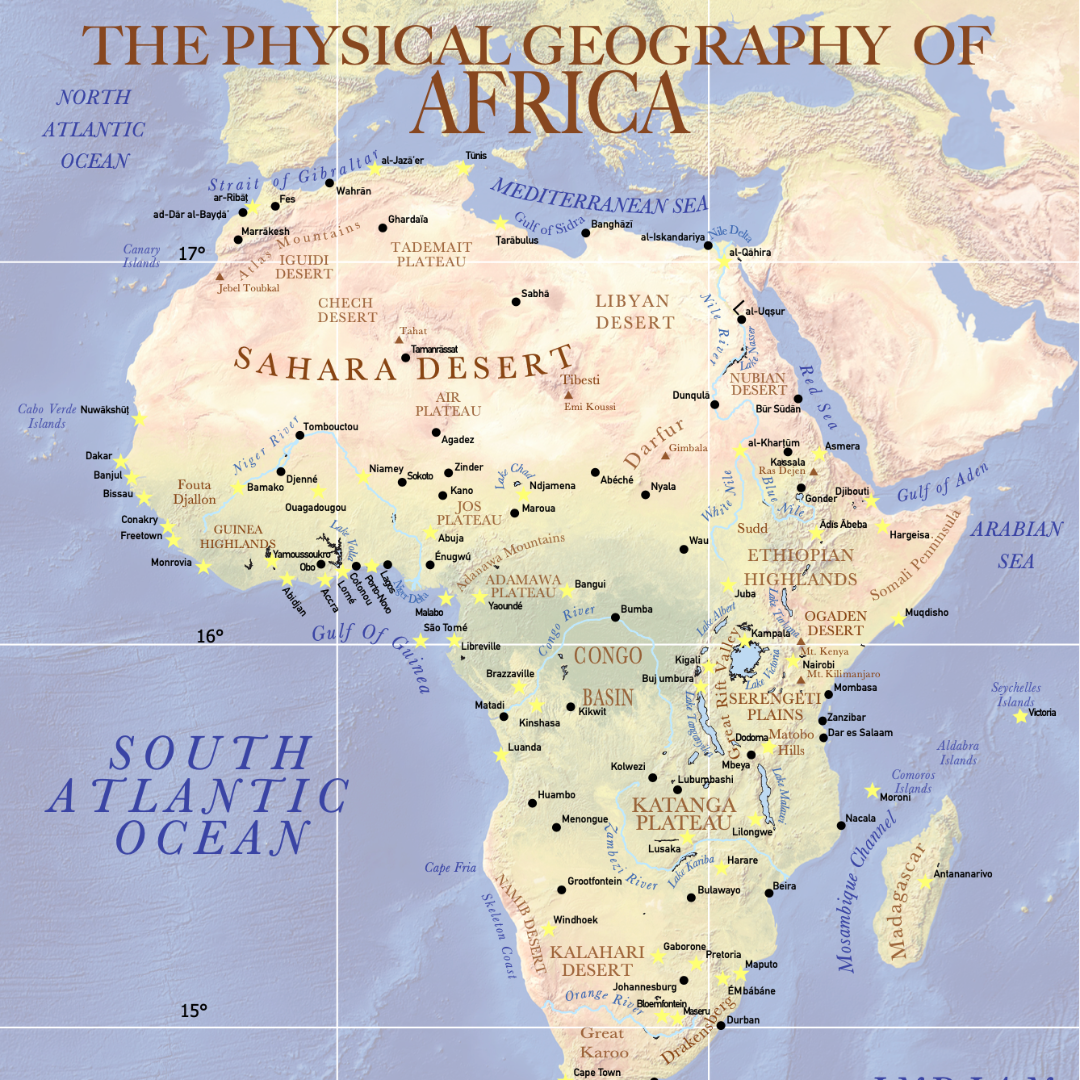 THE PHYSICAL GEOGRAPHY OF
AFRICA
NORTH
ATLANTIC
OCEAN
Strait of Gibraltar
al-Jazā'er
Tūnis
Wahrān
ar-Ribāṭ
Fes
ad-Dār al-Bayḍā'
Marrākesh
MEDITERRANEAN SEA
Gulf of Sidra
Banghāzī
Ghardaïa
Ṭarābulus
al-Iskandariya
Nile Delta
al-Qāhira
Canary
Islands
17°
Atlas Mountains
TADEMAIT
PLATEAU
IGUIDI
DESERT
Jebel Toubkal
CHECH
DESERT
Sabhā
LIBYAN
DESERT
Nile River
al-Uqṣur
Lake Nasser
Tahat
Tamanrāssat
SAHARA DESERT
Tibesti
Emi Koussi
NUBIAN
DESERT
Red Sea
Dunqulā
Būr Sūdān
AIR
PLATEAU
Cabo Verde
Islands
Nuwākshūṭ
Niger River
Tombouctou
Agadez
Darfur
Gimbala
al-Kharṭūm
Asmera
Kassala
Ras Dejen
Dakar
Banjul
Bissau
Djenné
Bamako
Niamey
Sokoto
Zinder
Kano
Lake Chad
Ndjamena
Abéché
Nyala
White Nile
Blue Nile
Gonder
Djibouti
Gulf of Aden
Fouta
Djallon
Ouagadougou
JOS
PLATEAU
Maroua
Conakry
Freetown
Monrovia
GUINEA
HIGHLANDS
Lake Volta
Abuja
Énugwú
Adanava Mountains
Wau
Sudd
Ādīs Ābeba
Hargeisa
ARABIAN
SEA
Somali Penninsula
Yamoussoukro
Obo
Abidjan
Accra
Lomé
Cotonou
Porto-Novo
Lagos
Niger Delta
ADAMAWA
PLATEAU
Bangui
ETHIOPIAN
HIGHLANDS
Juba
Malabo
Yaoundé
Bumba
Lake Albert
Lake Turkana
OGADEN
DESERT
Muqdisho
16°
Gulf Of Guinea
São Tomé
Libreville
Congo River
CONGO
BASIN
Kampala
Mt. Kenya
Kigali
Nairobi
Buj umbura
Great Rift Valley
Lake Victoria
Mt. Kilimanjaro
Brazzaville
Matadi
Kinshasa
Kikwit
Lake Tanganyika
SERENGETI
PLAINS
Mombasa
Zanzibar
Dar es Salaam
Seychelles
Islands
Victoria
SOUTH
ATLANTIC
OCEAN
Luanda
Dodoma
Matobo
Hills
Mbeya
Aldabra
Islands
Kolwezi
Lubumbashi
Lake Malawi
Comoros
Islands
Moroni
Huambo
Menongue
KATANGA
PLATEAU
Lilongwe
Nacala
Lusaka
Zambezi River
Lake Kariba
Harare
Mosambique Channel
Madagascar
Antananarivo
Cape Fria
Grootfontein
Bulawayo
Beira
NAMIB DESERT
Skeleton Coast
Windhoek
KALAHARI
DESERT
Gaborone
Pretoria
Maputo
Johannesburg
ÉMbábáne
15°
Orange River
Bloemfontein
Maseru
Durban
Drakensberg
Great
Karoo
Cape Town